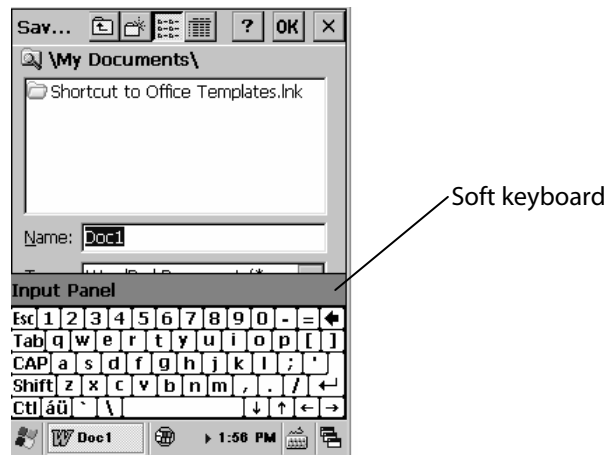 Sav... ? OK ×
\My Documents\
Shortcut to Office Templates.lnk
Soft keyboard
Name: Doc1
Input Panel
Esc 1 2 3 4 5 6 7 8 9 0 - =
Tab q w e r t y u i o p [ ]
CAP a s d f g h j k l ; '
Shift z x c v b n m , . /
Ctl áü ` \ ↓ ↑ ← →
W Doc1 1:56 PM